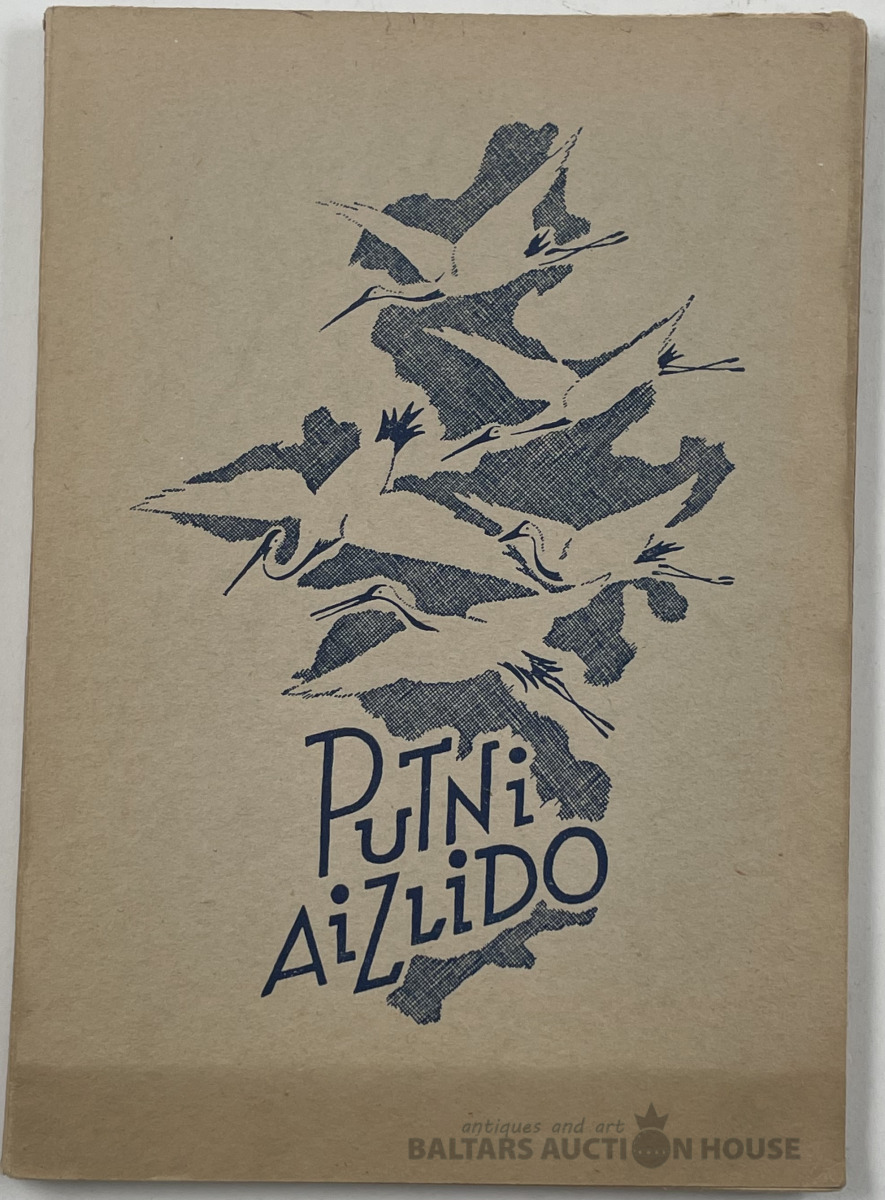 PUTNi
AiZLiDO
antiques and art
BALTARS AUCTION HOUSE